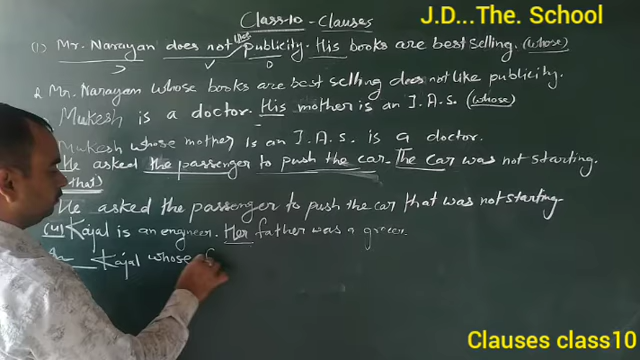 Class-10 - Clauses
J.D...The. School
(1) Mr. Narayan does not like publicity. His books are best selling. (whose)
Mr. Narayan whose books are best selling does not like publicity.
Mukesh is a doctor. His mother is an I.A.S. (whose)
Mukesh whose mother is an I.A.S. is a doctor.
He asked the passenger to push the car. The Car was not starting.
that)
He asked the passenger to push the car that was not starting.
(4) Kajal is an engneer. Her father was a grocer.
Kajal whose f
Clauses class10